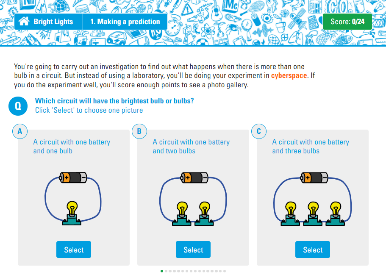 Bright Lights
1. Making a prediction
Score: 0/24
You're going to carry out an investigation to find out what happens when there is more than one
bulb in a circuit. But instead of using a laboratory, you'll be doing your experiment in cyberspace. If
you do the experiment well, you'll score enough points to see a photo gallery.
Q
Which circuit will have the brightest bulb or bulbs?
Click 'Select' to choose one picture
A
A circuit with one battery
and one bulb
Select
B
A circuit with one battery
and two bulbs
Select
C
A circuit with one battery
and three bulbs
Select